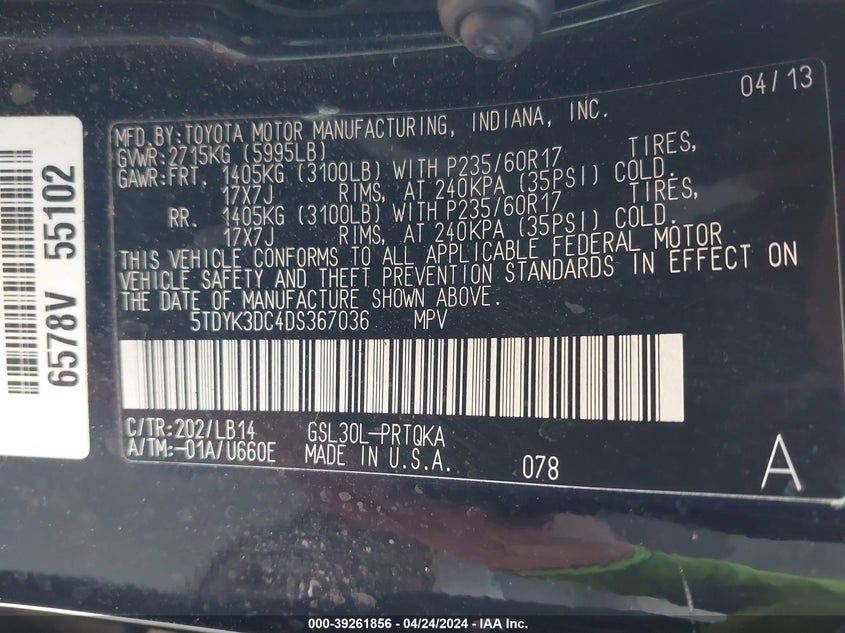 04/13
MFD.BY:TOYOTA MOTOR MANUFACTURING, INDIANA, INC.
GVWR:2715KG (5995LB)
GAWR:FRT. 1405KG (3100LB) WITH P235/60R17 TIRES,
17X7J RIMS, AT 240KPA (35PSI) COLD.
RR. 1405KG (3100LB) WITH P235/60R17 TIRES,
17X7J RIMS, AT 240KPA (35PSI) COLD.
THIS VEHICLE CONFORMS TO ALL APPLICABLE FEDERAL MOTOR
VEHICLE SAFETY AND THEFT PREVENTION STANDARDS IN EFFECT ON
THE DATE OF MANUFACTURE SHOWN ABOVE.
5TDYK3DC4DS367036 MPV
C/TR:202/LB14 GSL30L-PRTQKA
A/TM:-01A/U660E MADE IN U.S.A. 078
A
6578V 55102
000-39261856 - 04/24/2024 - IAA Inc.